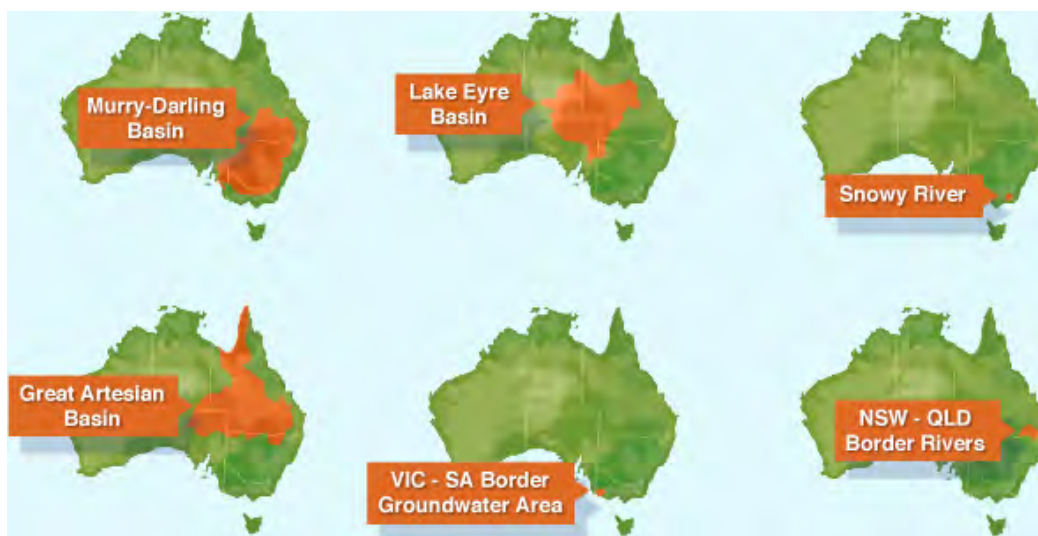 Murry-Darling
Basin
Lake Eyre
Basin
Snowy River
Great Artesian
Basin
VIC - SA Border
Groundwater Area
NSW - QLD
Border Rivers